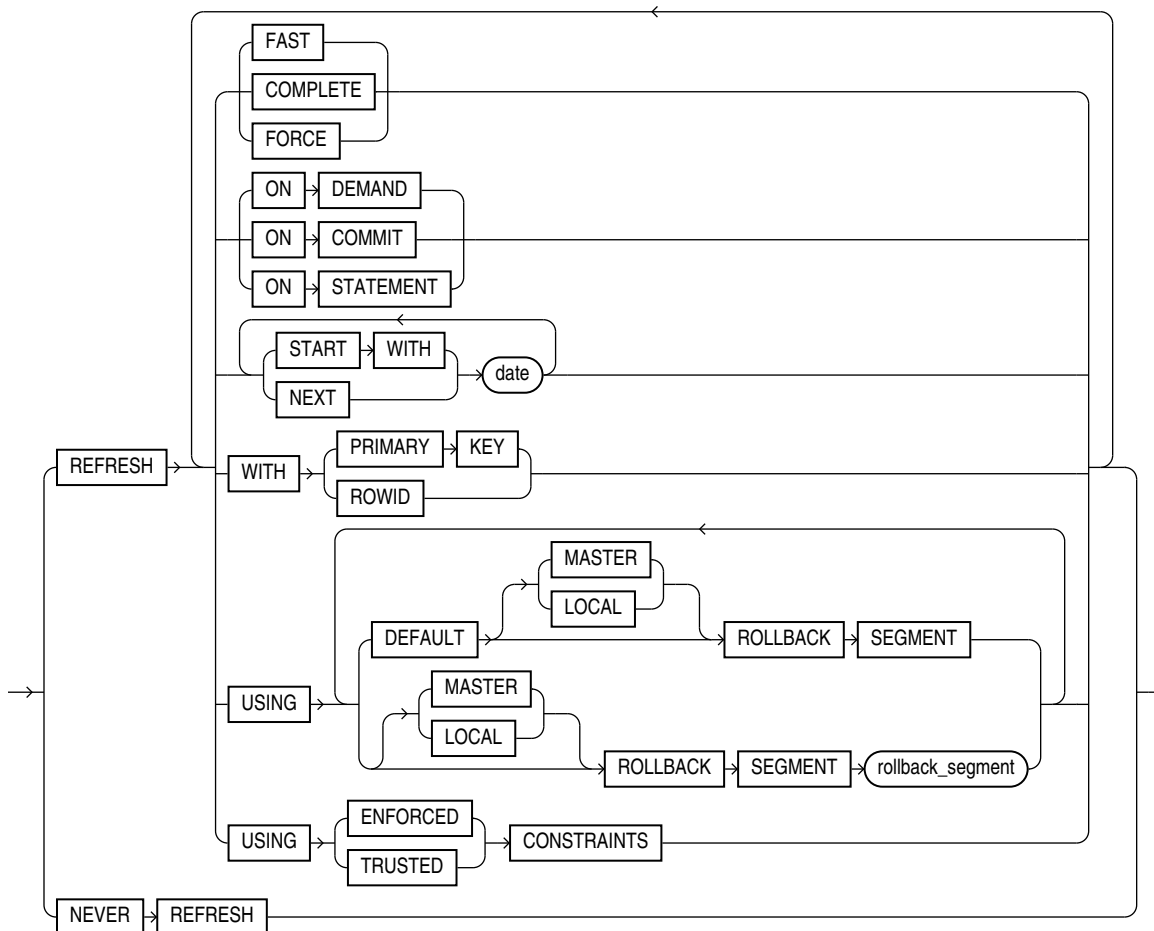 FAST
COMPLETE
FORCE
ON DEMAND
ON COMMIT
ON STATEMENT
START WITH
date
NEXT
REFRESH
WITH
PRIMARY KEY
ROWID
MASTER
LOCAL
DEFAULT
ROLLBACK SEGMENT
USING
MASTER
LOCAL
ROLLBACK SEGMENT rollback_segment
USING
ENFORCED
TRUSTED
CONSTRAINTS
NEVER REFRESH